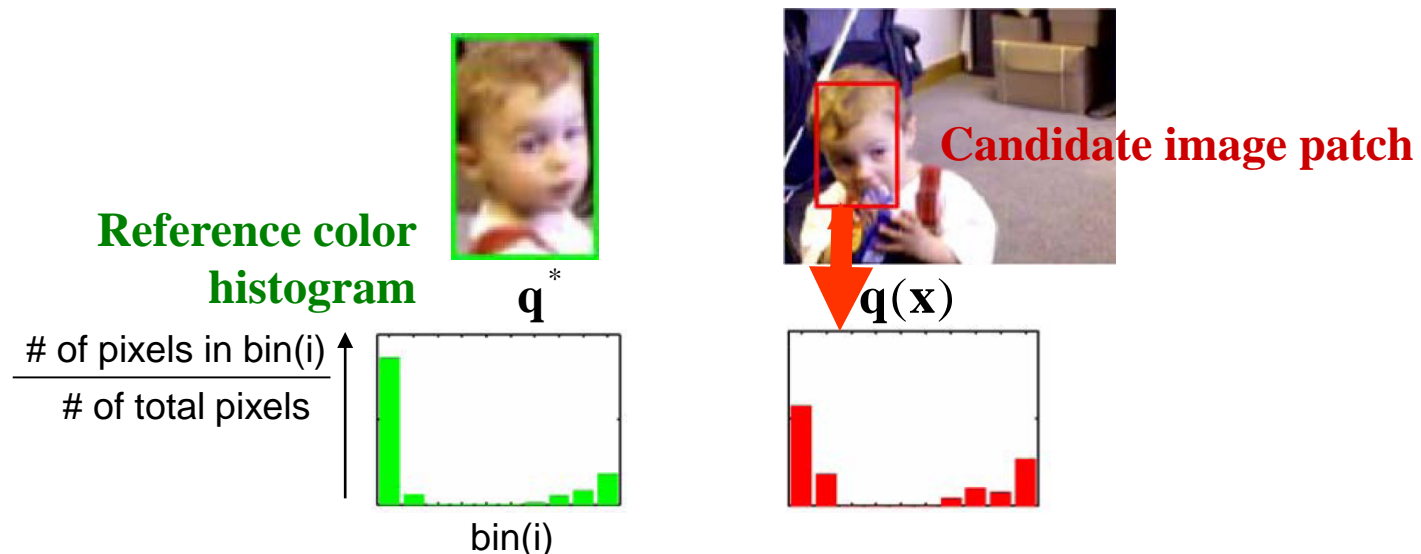 Candidate image patch
Reference color
histogram
q*
q(x)
# of pixels in bin(i)
# of total pixels
bin(i)